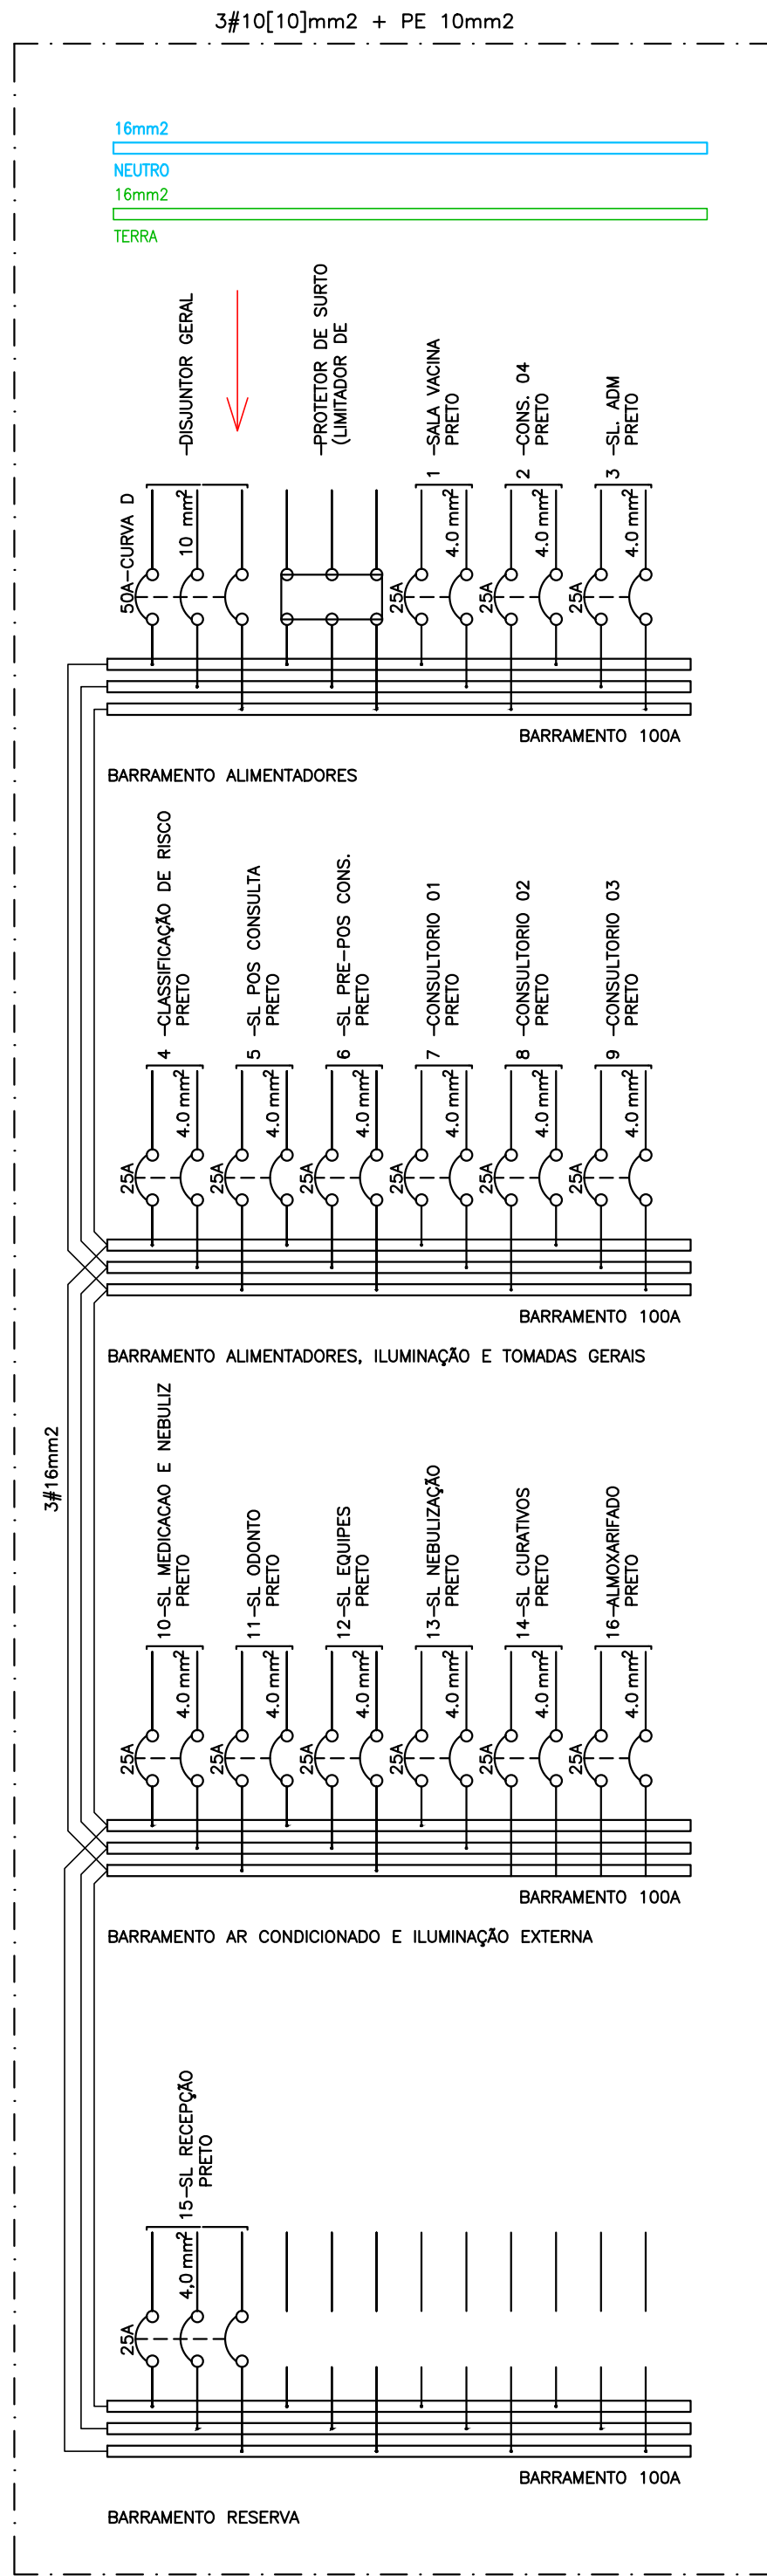 3#10[10]mm2 + PE 10mm2
16mm2
NEUTRO
16mm2
TERRA
50A-CURVA D
10 mm²
-DISJUNTOR GERAL
-PROTETOR DE SURTO
(LIMITADOR DE
25A
4.0 mm²
1 -SALA VACINA
PRETO
25A
4.0 mm²
2 -CONS. 04
PRETO
25A
4.0 mm²
3 -SL. ADM
PRETO
BARRAMENTO 100A
BARRAMENTO ALIMENTADORES
25A
4.0 mm²
4 -CLASSIFICAÇÃO DE RISCO
PRETO
25A
4.0 mm²
5 -SL POS CONSULTA
PRETO
25A
4.0 mm²
6 -SL PRE-POS CONS.
PRETO
25A
4.0 mm²
7 -CONSULTORIO 01
PRETO
25A
4.0 mm²
8 -CONSULTORIO 02
PRETO
25A
4.0 mm²
9 -CONSULTORIO 03
PRETO
BARRAMENTO 100A
BARRAMENTO ALIMENTADORES, ILUMINAÇÃO E TOMADAS GERAIS
3#16mm2
25A
4.0 mm²
10-SL MEDICACAO E NEBULIZ
PRETO
25A
4.0 mm²
11-SL ODONTO
PRETO
25A
4.0 mm²
12-SL EQUIPES
PRETO
25A
4.0 mm²
13-SL NEBULIZAÇÃO
PRETO
25A
4.0 mm²
14-SL CURATIVOS
PRETO
25A
4.0 mm²
16-ALMOXARIFADO
PRETO
BARRAMENTO 100A
BARRAMENTO AR CONDICIONADO E ILUMINAÇÃO EXTERNA
25A
4,0 mm²
15-SL RECEPÇÃO
PRETO
BARRAMENTO 100A
BARRAMENTO RESERVA